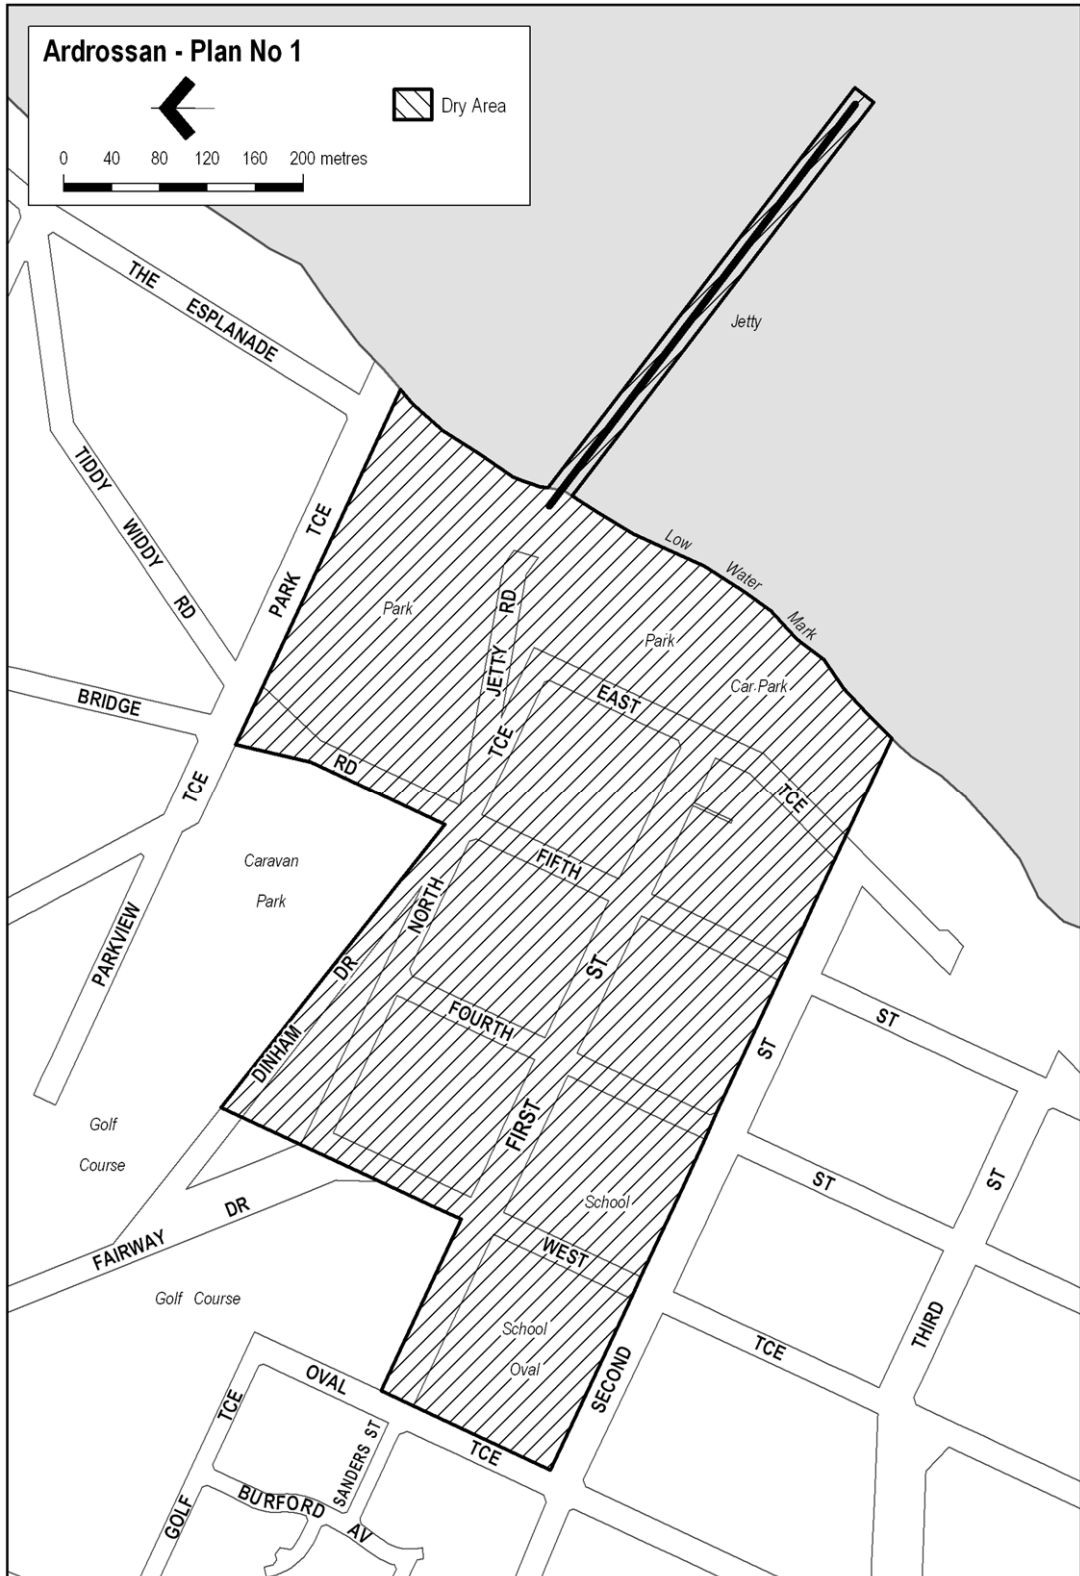 Ardrossan - Plan No 1
Dry Area
0 40 80 120 160 200 metres
THE ESPLANADE
Jetty
TIDDY WIDDY RD
PARK TCE
Low Water Mark
Park
JETTY RD
Park
Car Park
BRIDGE
RD
TCE
EAST
TCE
TCE
Caravan
Park
FIFTH
NORTH
PARKVIEW
DR
ST
FOURTH
DINHAM
ST
ST
Golf
Course
FIRST
ST
ST
School
FAIRWAY DR
WEST
Golf Course
School
Oval
THIRD
TCE
SECOND
OVAL
TCE
TCE
SANDERS ST
GOLF
BURFORD
AV